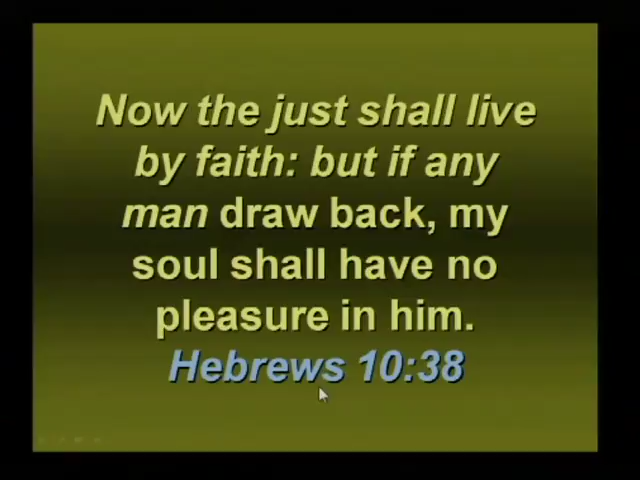 Now the just shall live
by faith: but if any
man draw back, my
soul shall have no
pleasure in him.
Hebrews 10:38